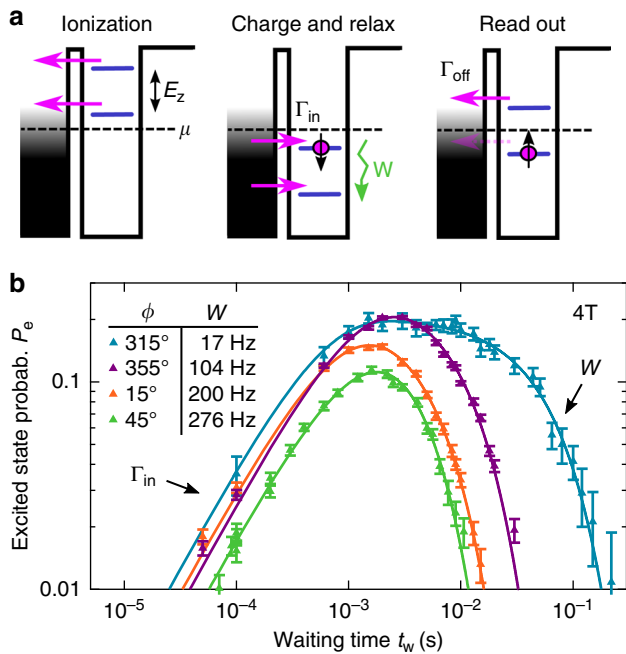 a
Ionization
Charge and relax
Read out
E_z
μ
Γ_in
W
Γ_off
b
ϕ W
315° 17 Hz
355° 104 Hz
15° 200 Hz
45° 276 Hz
4T
W
Γ_in
Excited state probab. P_e
0.1
0.01
10⁻⁵ 10⁻⁴ 10⁻³ 10⁻² 10⁻¹
Waiting time t_w (s)